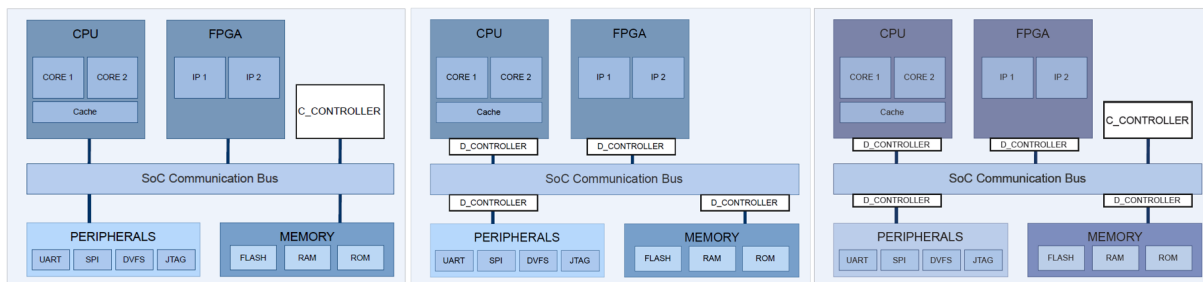 CPU
FPGA
CORE 1
CORE 2
IP 1
IP 2
Cache
C_CONTROLLER
SoC Communication Bus
PERIPHERALS
MEMORY
UART
SPI
DVFS
JTAG
FLASH
RAM
ROM
CPU
FPGA
CORE 1
CORE 2
IP 1
IP 2
Cache
D_CONTROLLER
D_CONTROLLER
SoC Communication Bus
D_CONTROLLER
D_CONTROLLER
PERIPHERALS
MEMORY
UART
SPI
DVFS
JTAG
FLASH
RAM
ROM
CPU
FPGA
CORE 1
CORE 2
IP 1
IP 2
Cache
C_CONTROLLER
D_CONTROLLER
D_CONTROLLER
SoC Communication Bus
D_CONTROLLER
D_CONTROLLER
PERIPHERALS
MEMORY
UART
SPI
DVFS
JTAG
FLASH
RAM
ROM